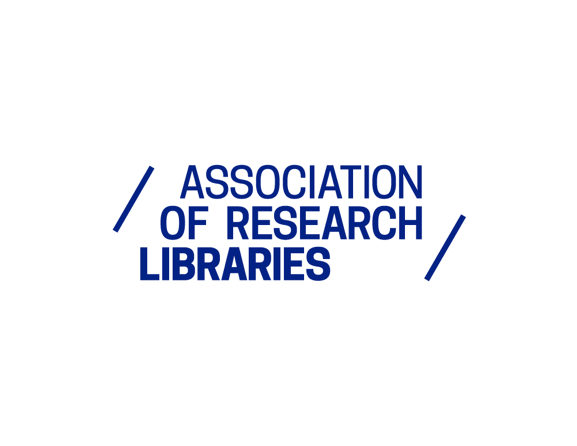 ASSOCIATION
OF RESEARCH
LIBRARIES